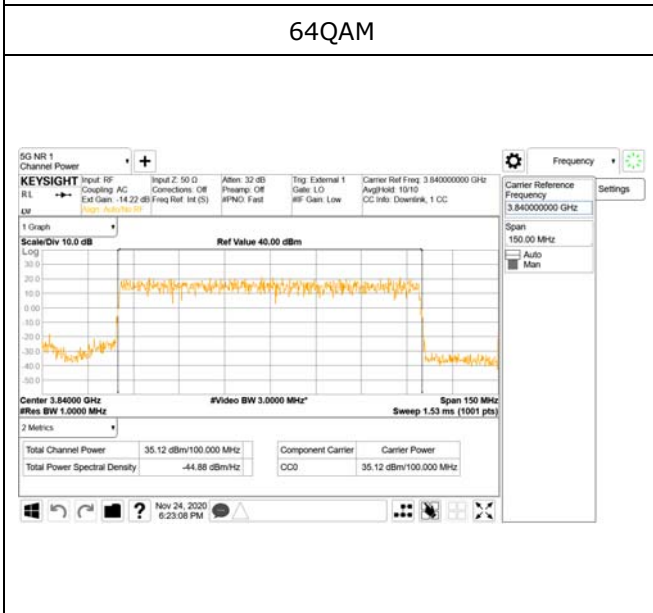 64QAM
5G NR 1
Channel Power
KEYSIGHT
RL
Input: RF
Coupling: AC
Ext Gain: -14.22 dB
Align: Auto/No RF
Input Z: 50 Ω
Corrections: Off
Freq Ref: Int (S)
Atten: 32 dB
Preamp: Off
#PNO: Fast
Trig: External 1
Gate: LO
#IF Gain: Low
Carrier Ref Freq: 3.840000000 GHz
Avg|Hold: 10/10
CC Info: Downlink, 1 CC
1 Graph
Scale/Div 10.0 dB
Ref Value 40.00 dBm
Log
30.0
20.0
10.0
0.00
-10.0
-20.0
-30.0
-40.0
-50.0
Center 3.84000 GHz
#Video BW 3.0000 MHz*
Span 150 MHz
#Res BW 1.0000 MHz
Sweep 1.53 ms (1001 pts)
2 Metrics
Total Channel Power 35.12 dBm/100.000 MHz
Total Power Spectral Density -44.88 dBm/Hz
Component Carrier Carrier Power
CC0 35.12 dBm/100.000 MHz
?
Nov 24, 2020
6:23:08 PM
Frequency
Carrier Reference
Frequency
3.840000000 GHz
Span
150.00 MHz
Auto
Man
Settings